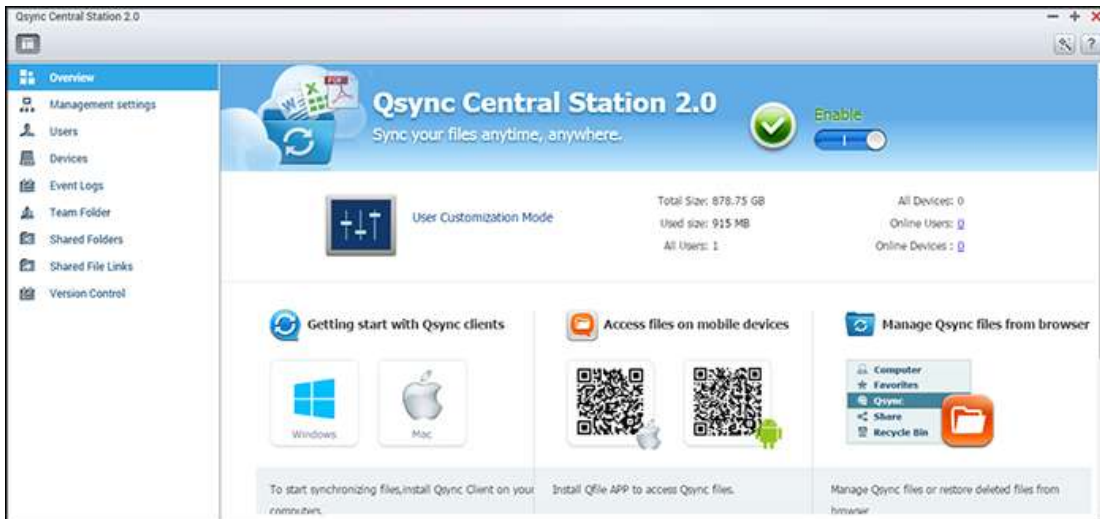 Qsync Central Station 2.0
Overview
Management settings
Users
Devices
Event Logs
Team Folder
Shared Folders
Shared File Links
Version Control
W X PDF
Qsync Central Station 2.0
Sync your files anytime, anywhere.
Enable
User Customization Mode
Total Size: 878.75 GB
Used size: 915 MB
All Users: 1
All Devices: 0
Online Users: 0
Online Devices : 0
Getting start with Qsync clients
Windows
Mac
To start synchronizing files,install Qsync Client on your
computers.
Access files on mobile devices
Install Qfile APP to access Qsync files.
Manage Qsync files from browser
Computer
Favorites
Qsync
Share
Recycle Bin
Manage Qsync files or restore deleted files from
browser